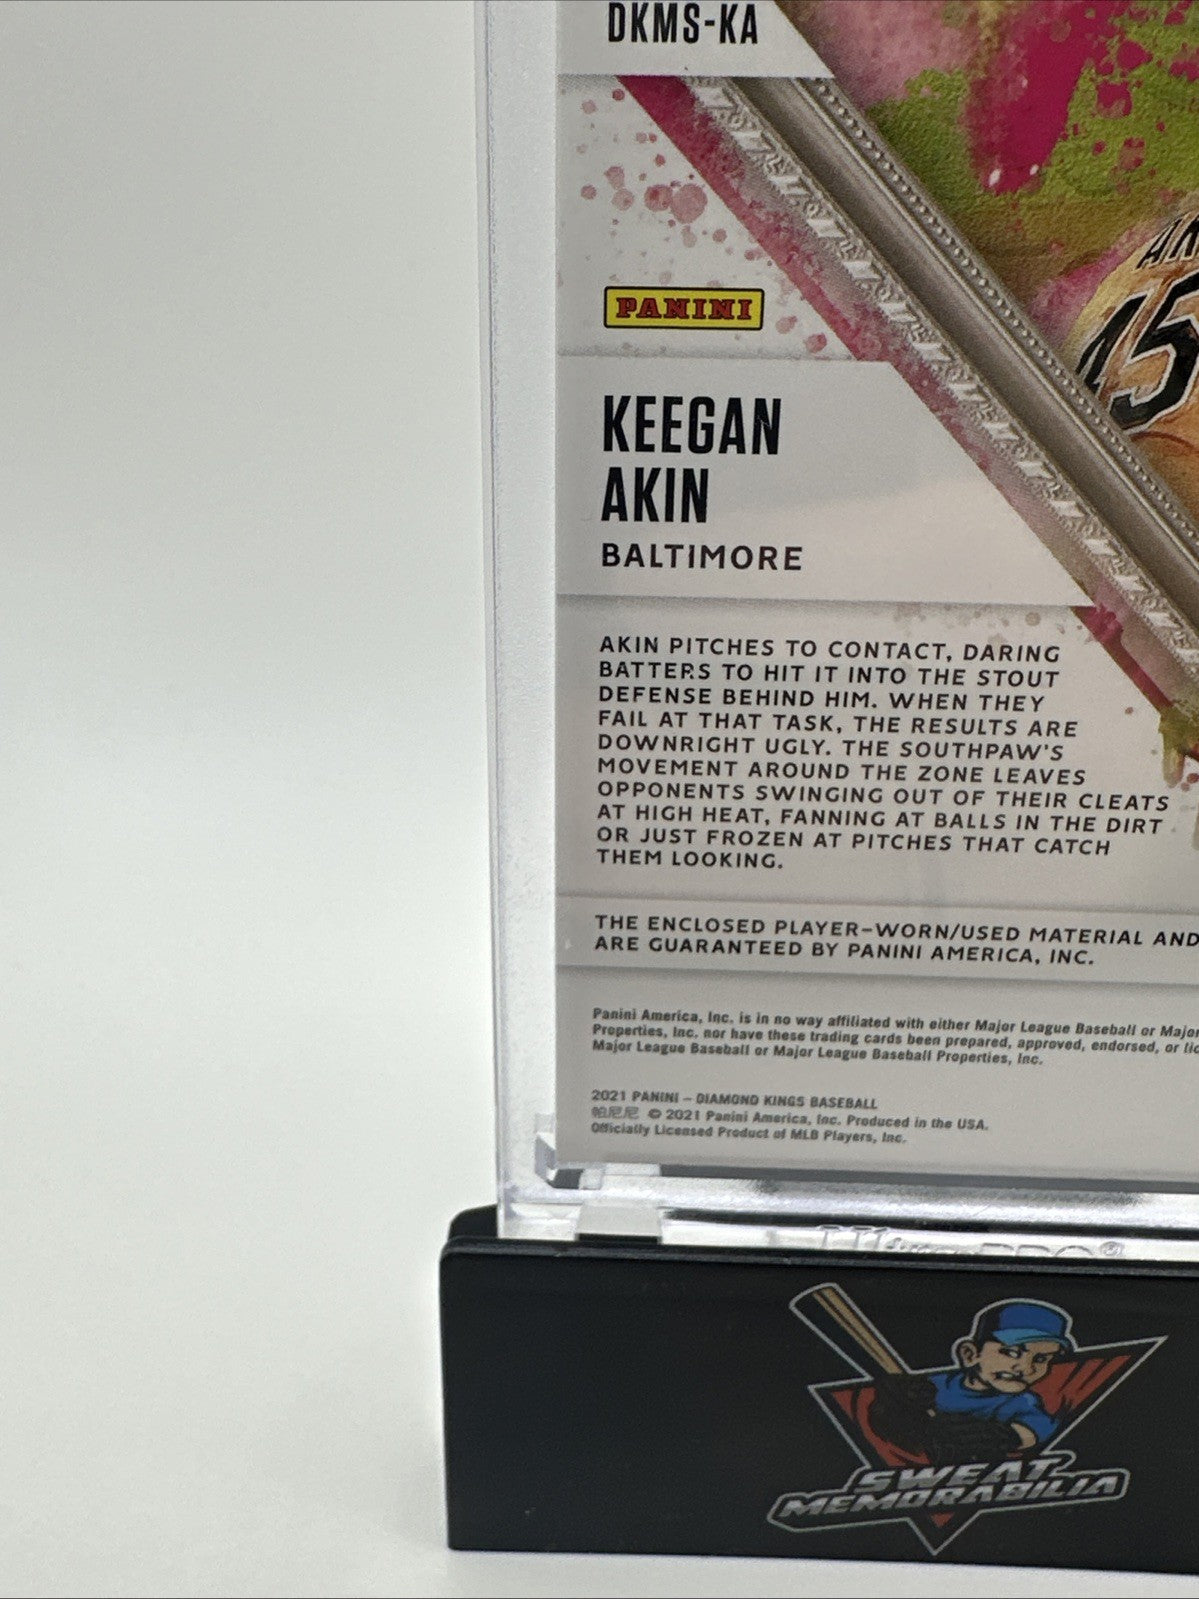 DKMS-KA
PANINI
KEEGAN
AKIN
BALTIMORE
AKIN PITCHES TO CONTACT, DARING
BATTERS TO HIT IT INTO THE STOUT
DEFENSE BEHIND HIM. WHEN THEY
FAIL AT THAT TASK, THE RESULTS ARE
DOWNRIGHT UGLY. THE SOUTHPAW'S
MOVEMENT AROUND THE ZONE LEAVES
OPPONENTS SWINGING OUT OF THEIR CLEATS
AT HIGH HEAT, FANNING AT BALLS IN THE DIRT
OR JUST FROZEN AT PITCHES THAT CATCH
THEM LOOKING.
THE ENCLOSED PLAYER-WORN/USED MATERIAL AND
ARE GUARANTEED BY PANINI AMERICA, INC.
Panini America, Inc. is in no way affiliated with either Major League Baseball or Major
Properties, Inc. nor have these trading cards been prepared, approved, endorsed, or lic
Major League Baseball or Major League Baseball Properties, Inc.
2021 PANINI – DIAMOND KINGS BASEBALL
帕尼尼 © 2021 Panini America, Inc. Produced in the USA.
Officially Licensed Product of MLB Players, Inc.
45
SWEAT
MEMORABILIA